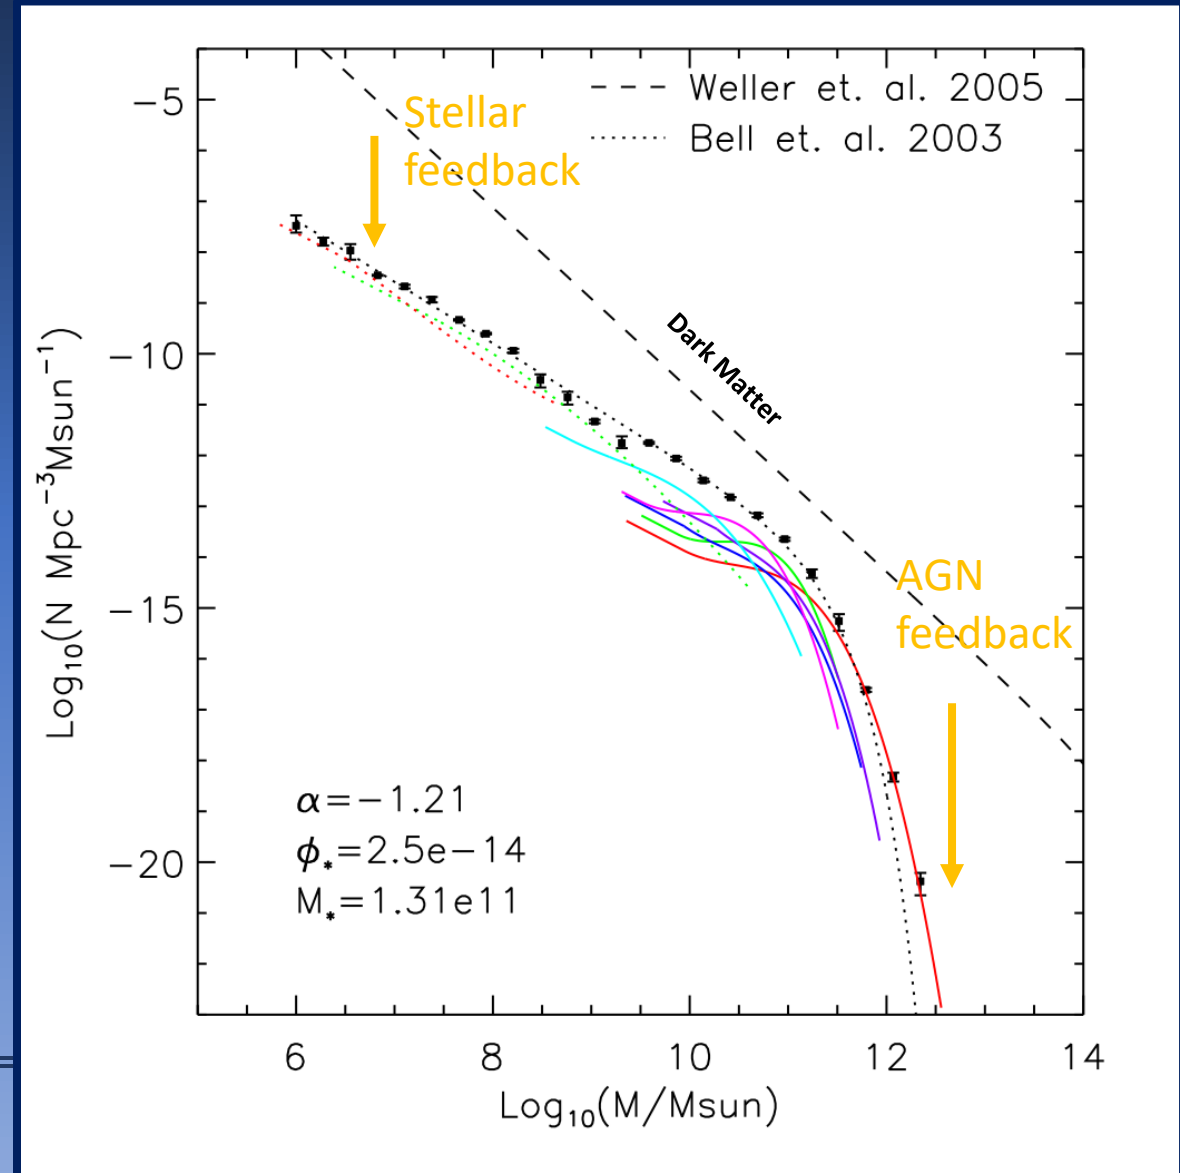 Weller et. al. 2005
Bell et. al. 2003
Stellar
feedback
Dark Matter
AGN
feedback
α=−1.21
ϕ*=2.5e−14
M*=1.31e11
−5
−10
−15
−20
Log10(N Mpc−3Msun−1)
6 8 10 12 14
Log10(M/Msun)